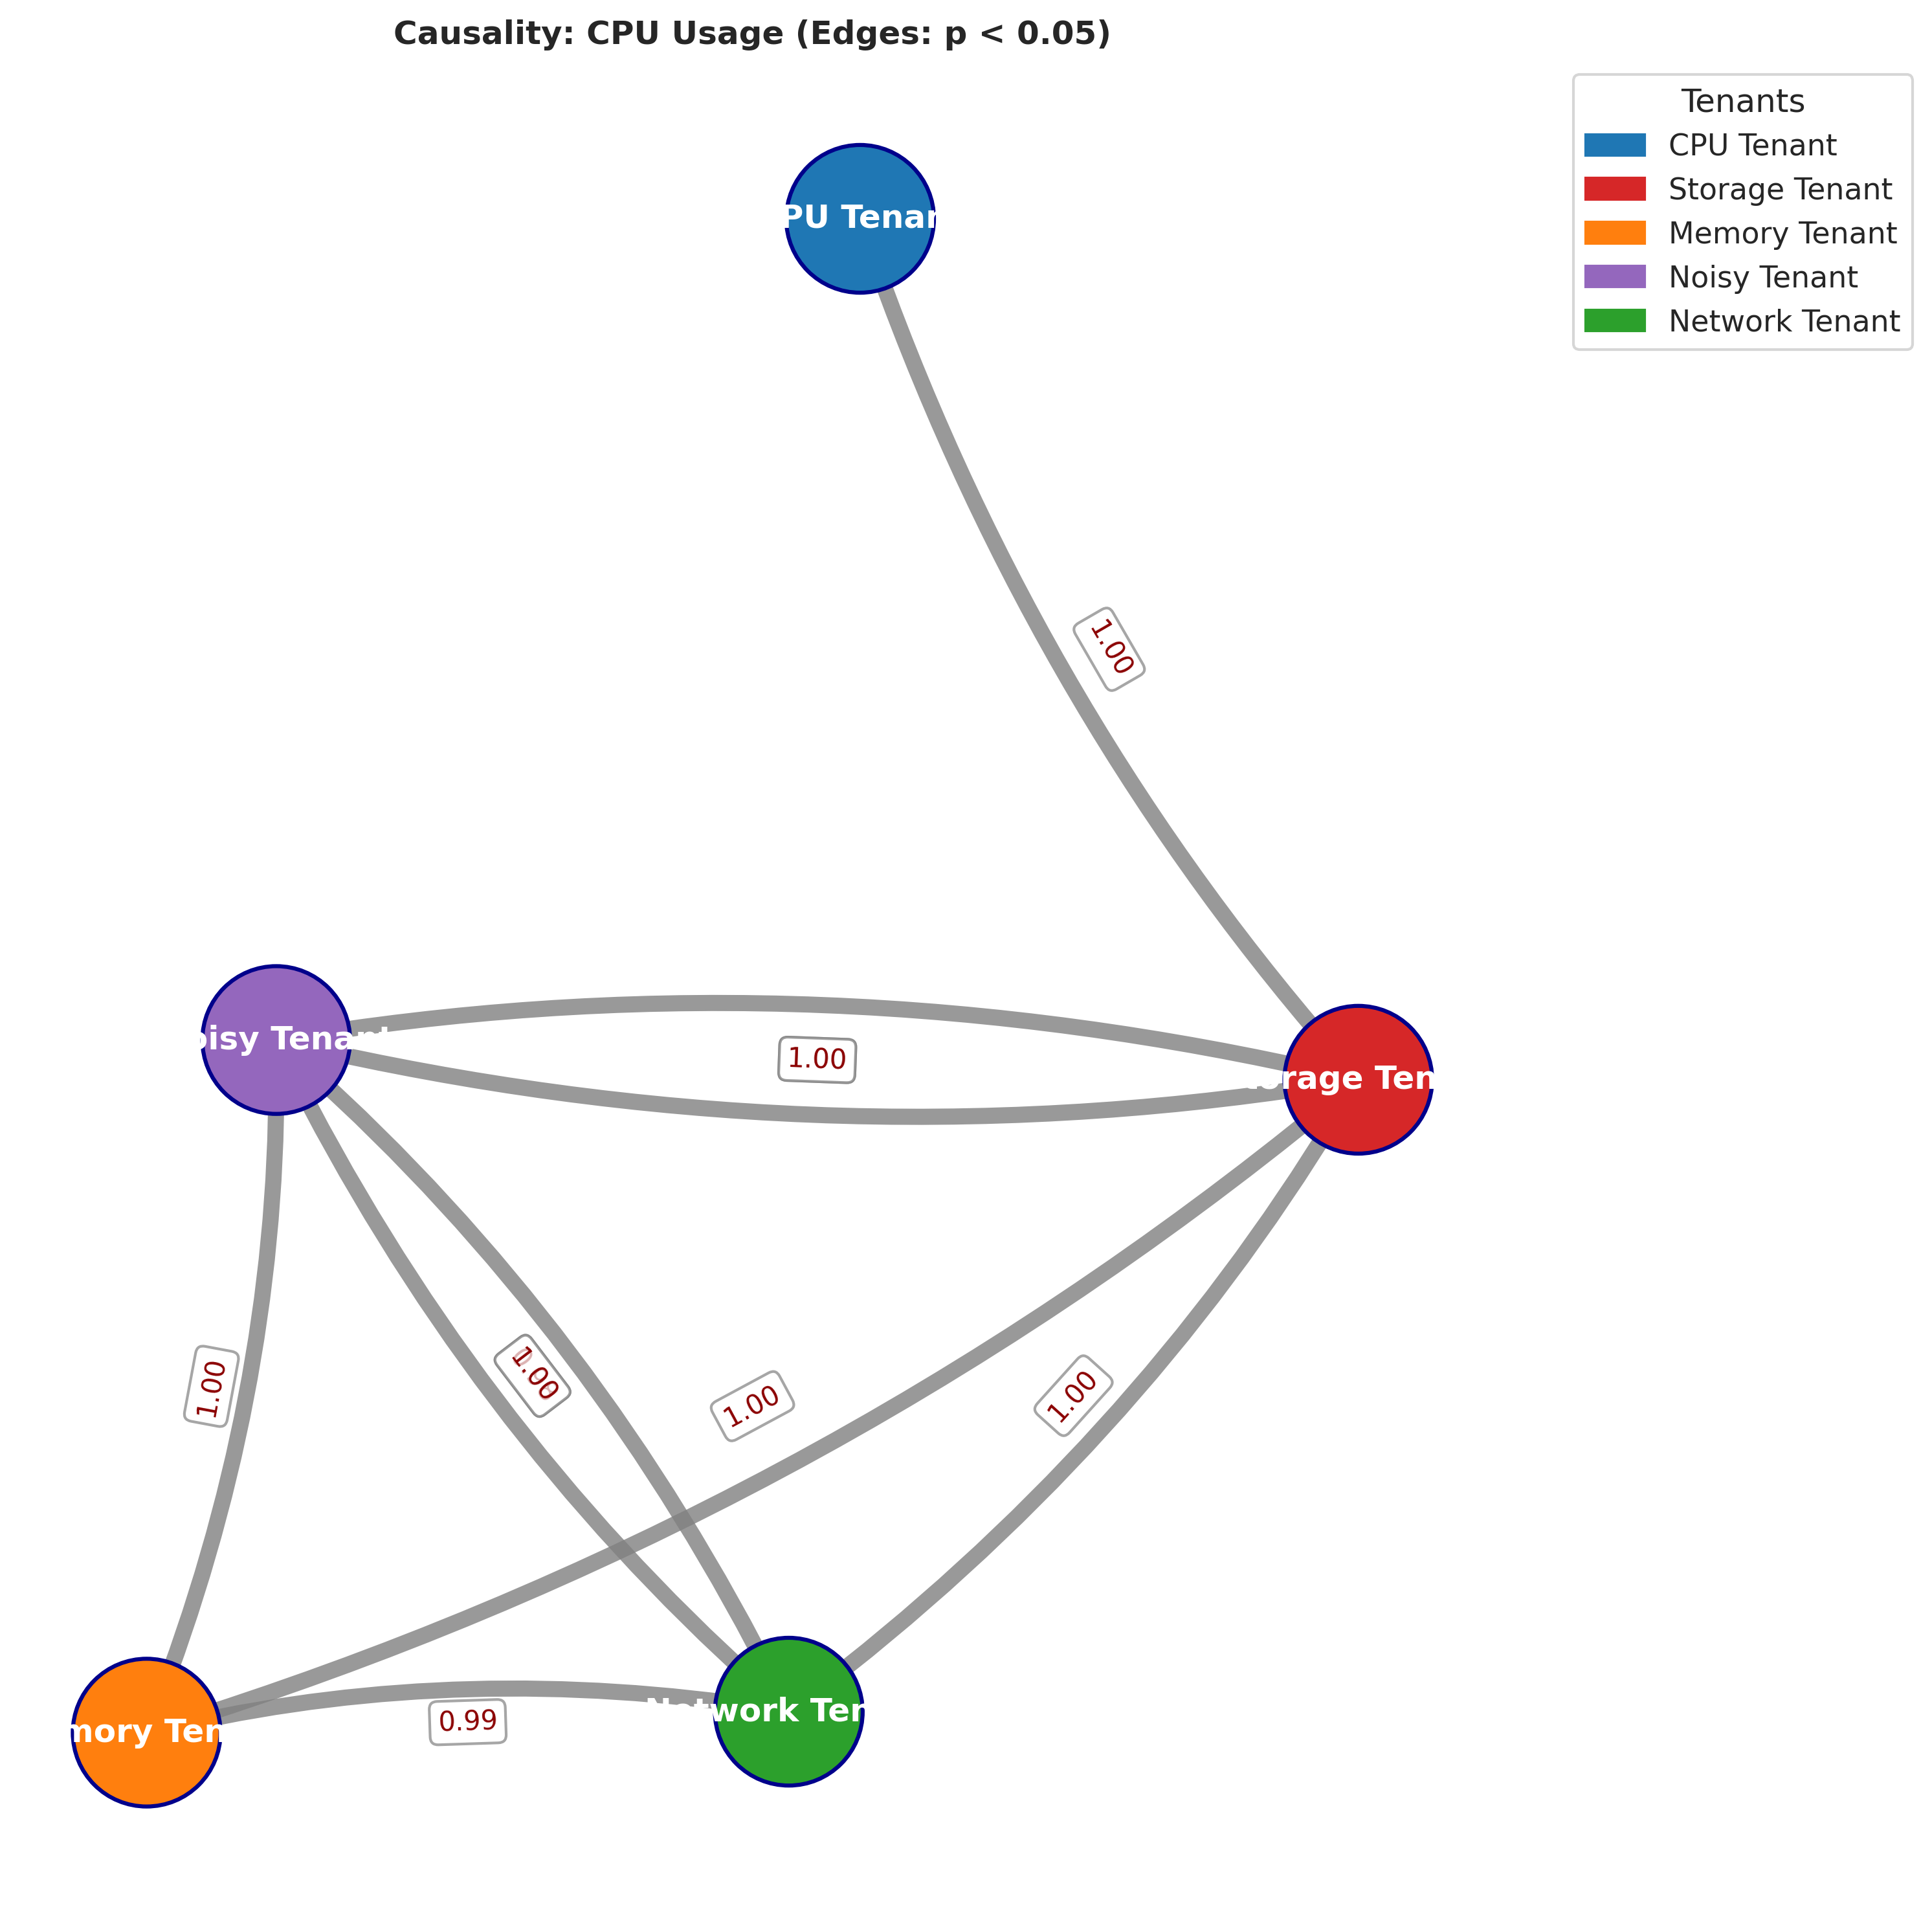 Causality: CPU Usage (Edges: p < 0.05)
Tenants
CPU Tenant
Storage Tenant
Memory Tenant
Noisy Tenant
Network Tenant
PU Tenan
1.00
oisy Tenant
1.00
orage Ten
1.00
1.00
1.00
1.00
0.99
mory Ten
Network Ten